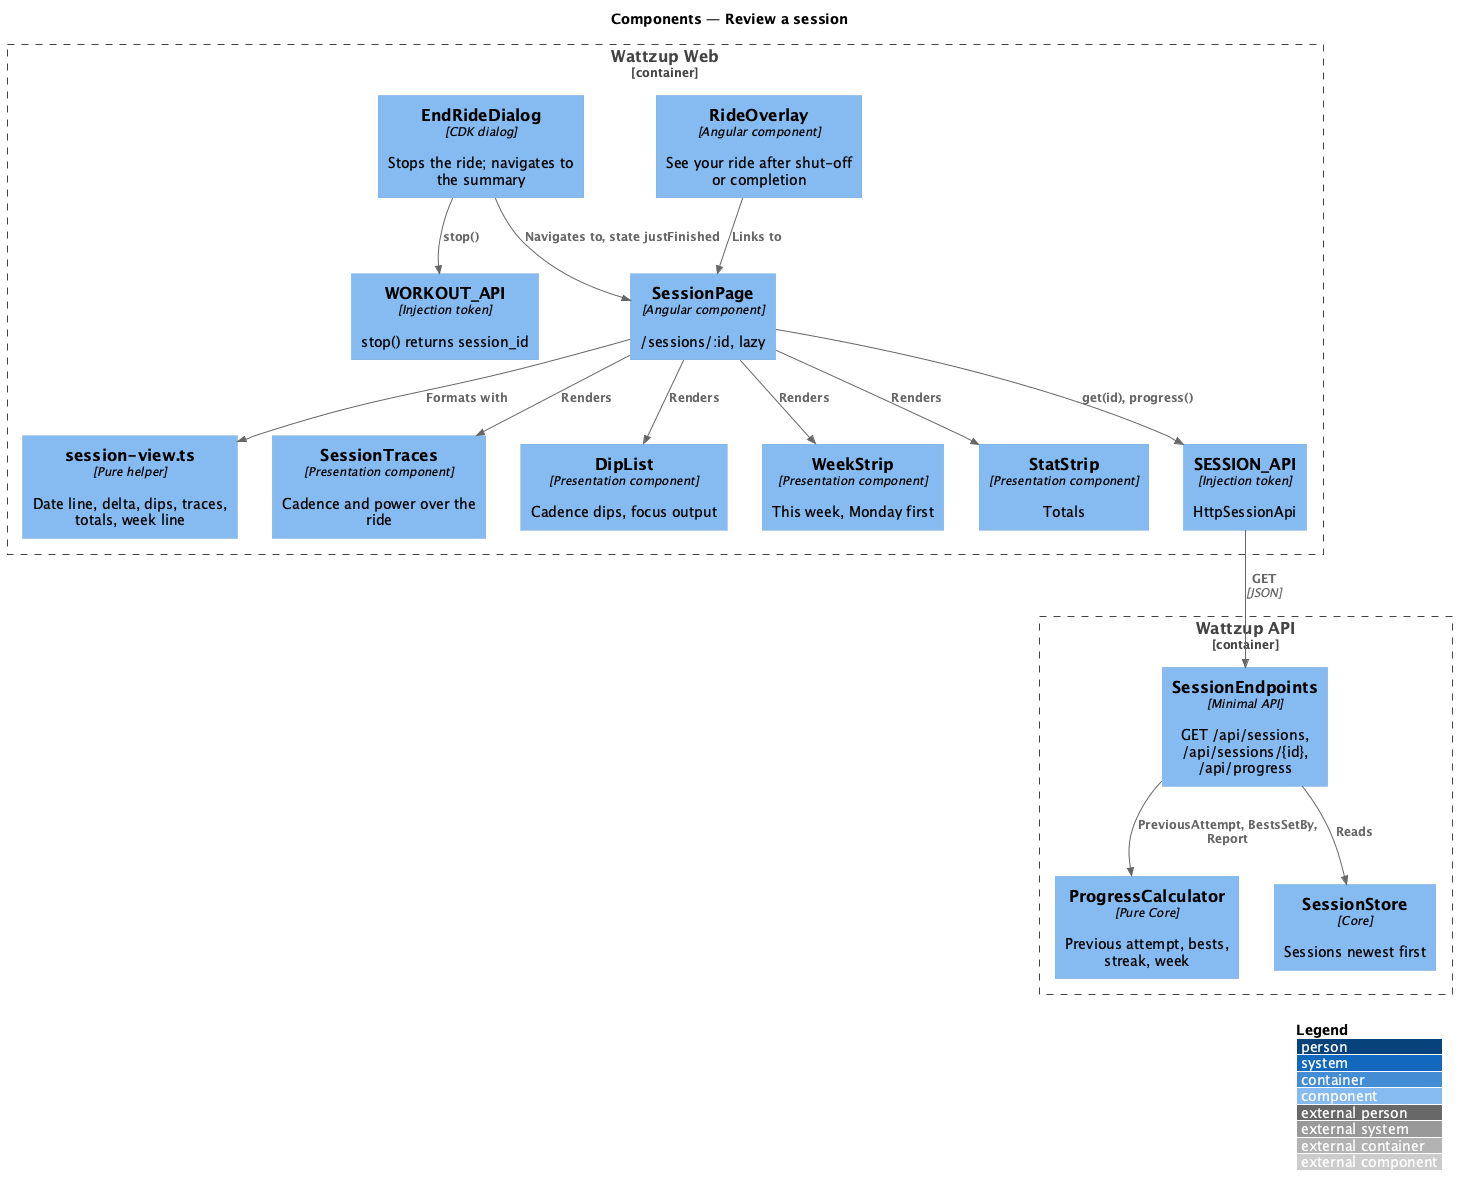 Components — Review a session
Wattzup Web
[container]
EndRideDialog
[CDK dialog]
Stops the ride; navigates to
the summary
RideOverlay
[Angular component]
See your ride after shut-off
or completion
stop()
Navigates to, state justFinished
Links to
WORKOUT_API
[Injection token]
stop() returns session_id
SessionPage
[Angular component]
/sessions/:id, lazy
Formats with
Renders
Renders
Renders
Renders
get(id), progress()
session-view.ts
[Pure helper]
Date line, delta, dips, traces,
totals, week line
SessionTraces
[Presentation component]
Cadence and power over the
ride
DipList
[Presentation component]
Cadence dips, focus output
WeekStrip
[Presentation component]
This week, Monday first
StatStrip
[Presentation component]
Totals
SESSION_API
[Injection token]
HttpSessionApi
GET
[JSON]
Wattzup API
[container]
SessionEndpoints
[Minimal API]
GET /api/sessions,
/api/sessions/{id},
/api/progress
PreviousAttempt, BestsSetBy,
Report
Reads
ProgressCalculator
[Pure Core]
Previous attempt, bests,
streak, week
SessionStore
[Core]
Sessions newest first
Legend
person
system
container
component
external person
external system
external container
external component